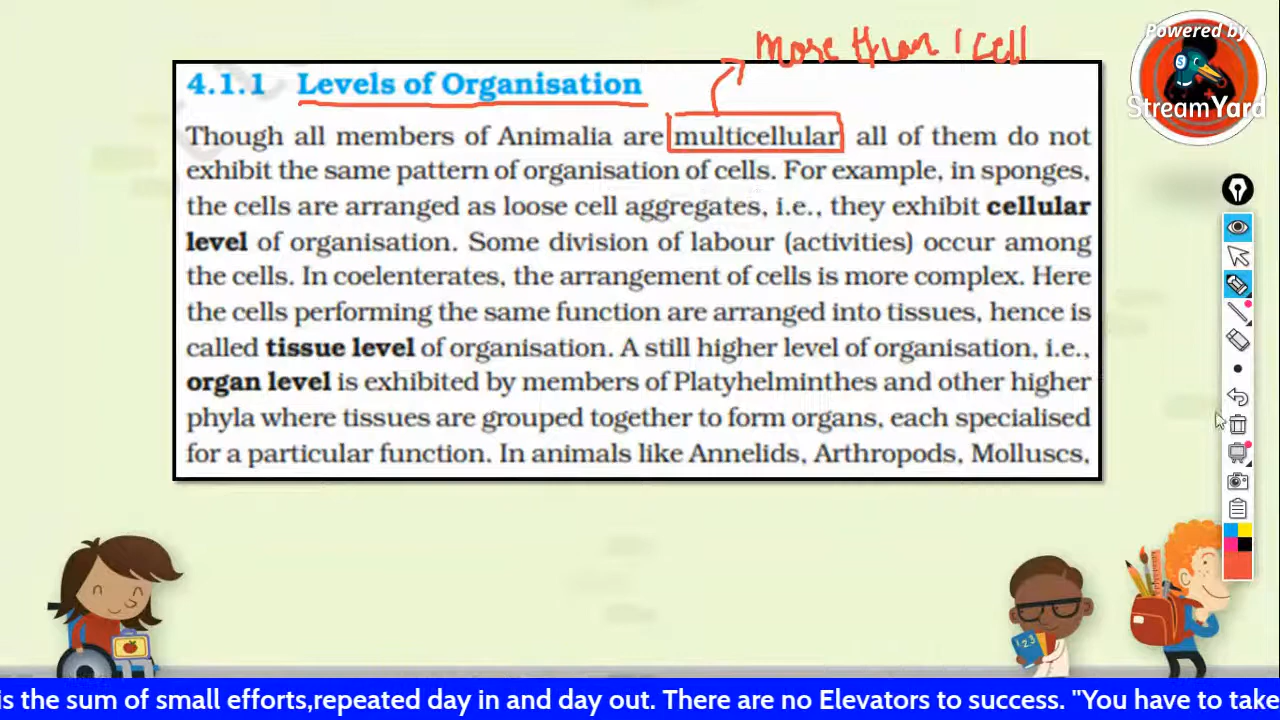 more than 1 cell
Powered by
StreamYard
4.1.1 Levels of Organisation
Though all members of Animalia are multicellular all of them do not
exhibit the same pattern of organisation of cells. For example, in sponges,
the cells are arranged as loose cell aggregates, i.e., they exhibit cellular
level of organisation. Some division of labour (activities) occur among
the cells. In coelenterates, the arrangement of cells is more complex. Here
the cells performing the same function are arranged into tissues, hence is
called tissue level of organisation. A still higher level of organisation, i.e.,
organ level is exhibited by members of Platyhelminthes and other higher
phyla where tissues are grouped together to form organs, each specialised
for a particular function. In animals like Annelids, Arthropods, Molluscs,
1 2 3
is the sum of small efforts,repeated day in and day out. There are no Elevators to success. "You have to take